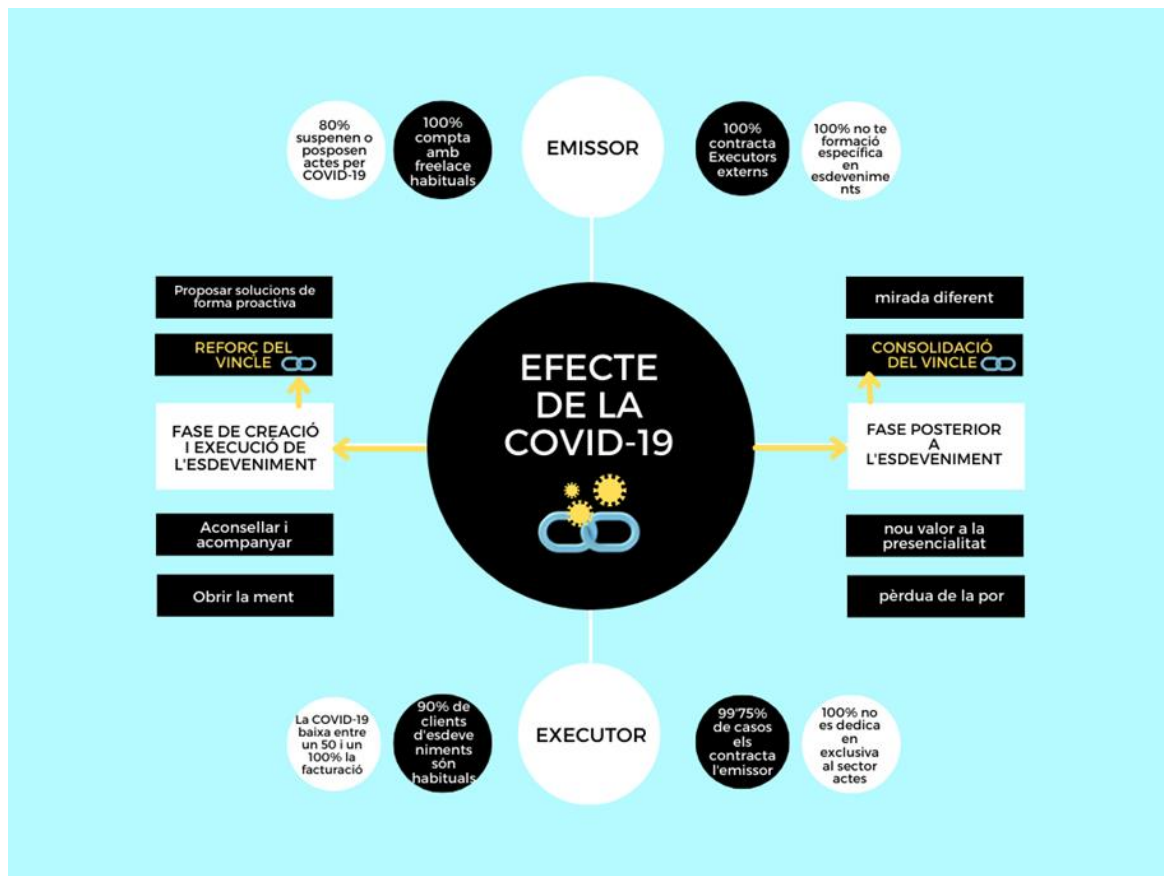 80%
suspenen o
posposen
actes per
COVID-19
100%
compta
amb
freelace
habituals
EMISSOR
100%
contracta
Executors
externs
100% no te
formació
específica
en
esdevenime
nts
Proposar solucions de
forma proactiva
REFORÇ DEL
VINCLE
FASE DE CREACIÓ
I EXECUCIÓ DE
L'ESDEVENIMENT
Aconsellar i
acompanyar
Obrir la ment
EFECTE
DE LA
COVID-19
mirada diferent
CONSOLIDACIÓ
DEL VINCLE
FASE POSTERIOR
A
L'ESDEVENIMENT
nou valor a la
presencialitat
pèrdua de la por
La COVID-19
baixa entre
un 50 i un
100% la
facturació
90% de
clients
d'esdeve
niments
són
habituals
EXECUTOR
99'75%
de casos
els
contracta
l'emissor
100% no
es dedica
en
exclusiva
al sector
actes